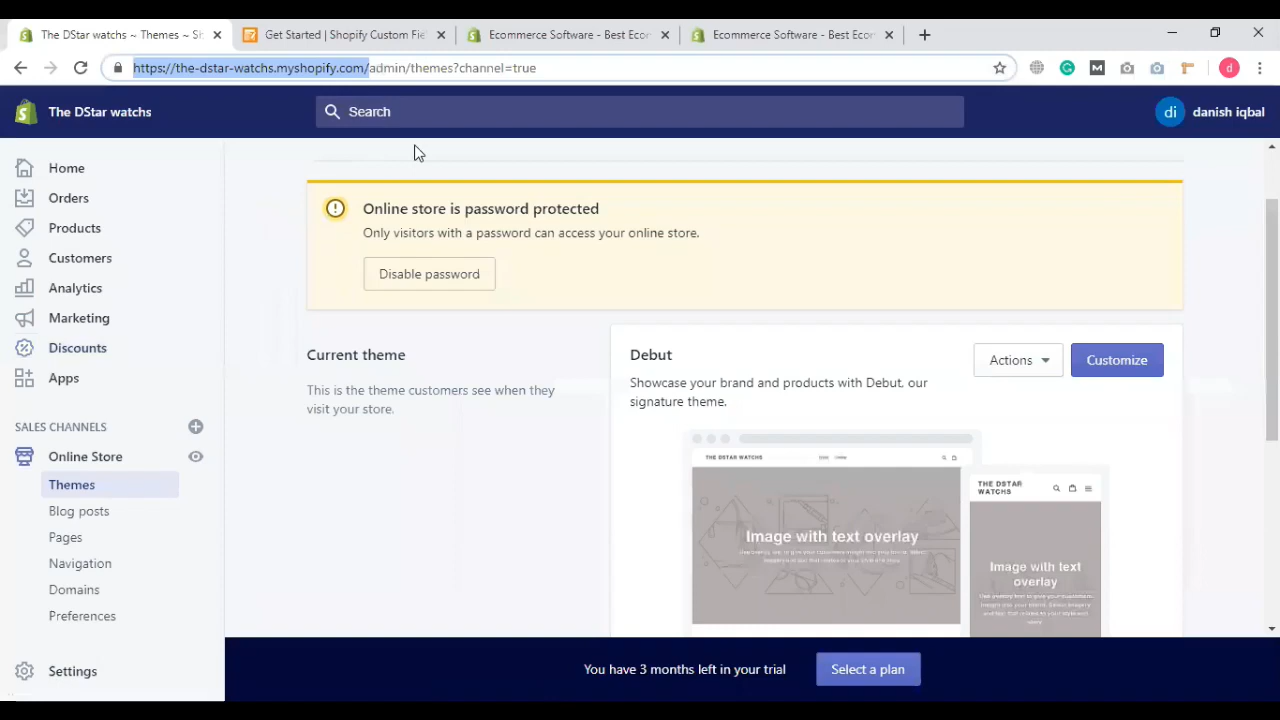 The DStar watchs ~ Themes ~ S
Get Started | Shopify Custom Fi
Ecommerce Software - Best Ecor
Ecommerce Software - Best Eco
https://the-dstar-watchs.myshopify.com/admin/themes?channel=true
d
The DStar watchs
Search
di
danish iqbal
Home
Orders
Products
Customers
Analytics
Marketing
Discounts
Apps
SALES CHANNELS
Online Store
Themes
Blog posts
Pages
Navigation
Domains
Preferences
Settings
Online store is password protected
Only visitors with a password can access your online store.
Disable password
Current theme
This is the theme customers see when they
visit your store.
Debut
Showcase your brand and products with Debut, our
signature theme.
Actions
Customize
THE DSTAR WATCHS
Image with text overlay
THE DSTAR
WATCHS
Image with text
overlay
You have 3 months left in your trial
Select a plan